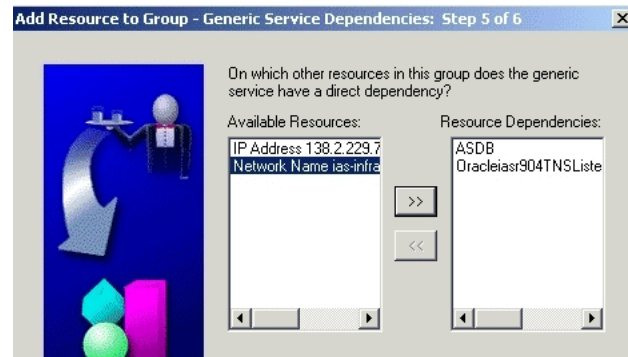 Add Resource to Group - Generic Service Dependencies: Step 5 of 6
On which other resources in this group does the generic
service have a direct dependency?
Available Resources:
Resource Dependencies:
IP Address 138.2.229.7
Network Name ias-infra
ASDB
Oracleiasr904TNSListe
>>
<<